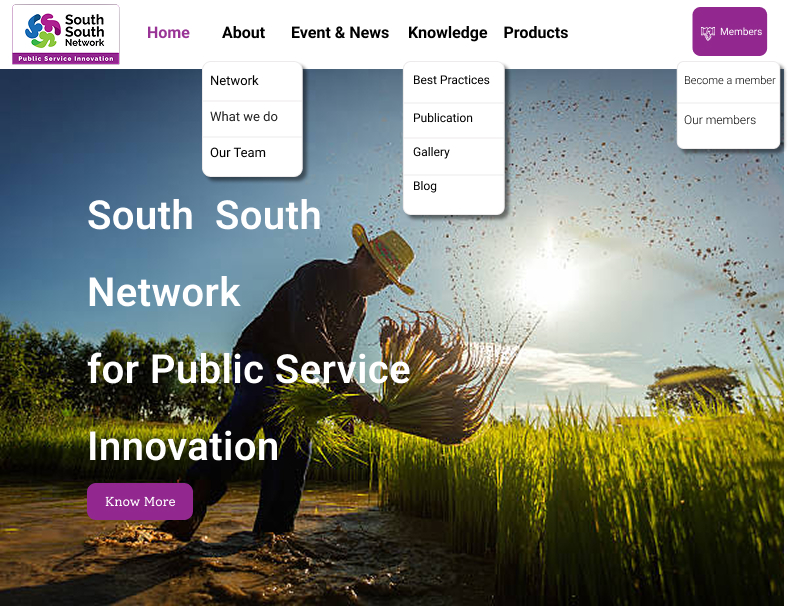 South
South
Network
Public Service Innovation
Home
About
Event & News
Knowledge
Products
Members
Network
What we do
Our Team
Best Practices
Publication
Gallery
Blog
Become a member
Our members
South South
Network
for Public Service
Innovation
Know More